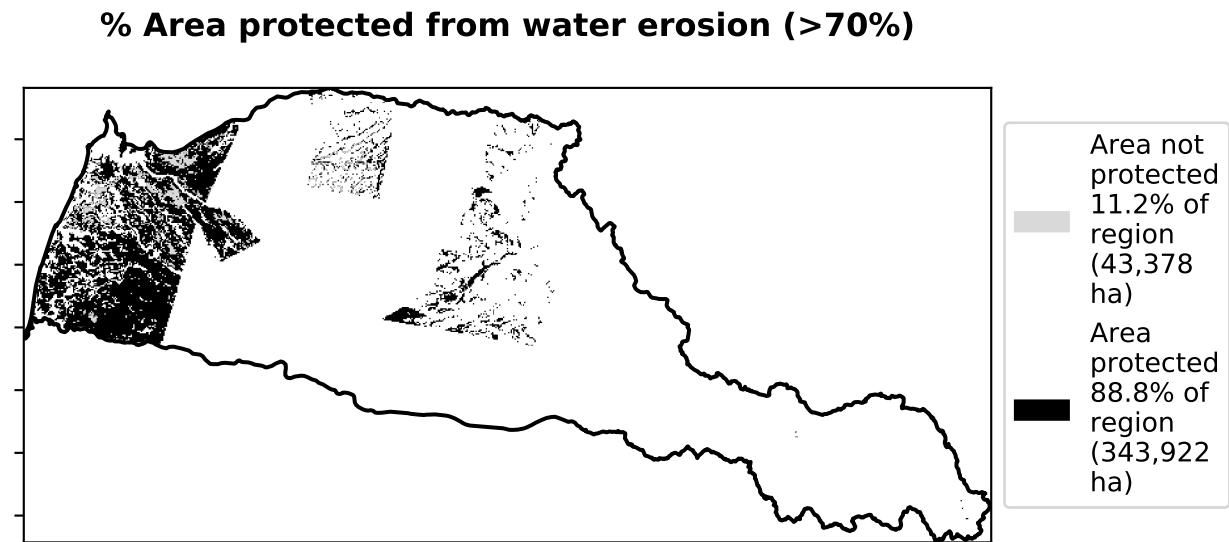 % Area protected from water erosion (>70%)
Area not
protected
11.2% of
region
(43,378
ha)
Area
protected
88.8% of
region
(343,922
ha)